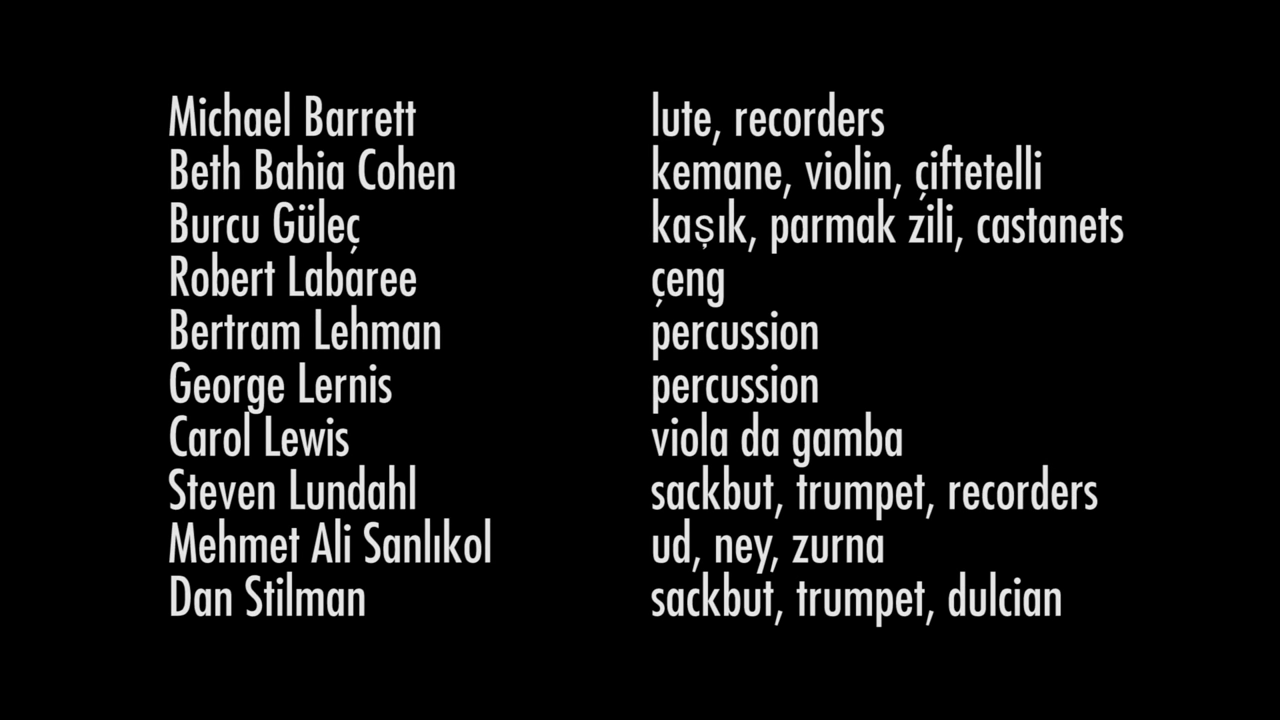 Michael Barrett lute, recorders
Beth Bahia Cohen kemane, violin, çiftetelli
Burcu Güleç kaşık, parmak zili, castanets
Robert Labaree çeng
Bertram Lehman percussion
George Lernis percussion
Carol Lewis viola da gamba
Steven Lundahl sackbut, trumpet, recorders
Mehmet Ali Sanlıkol ud, ney, zurna
Dan Stilman sackbut, trumpet, dulcian